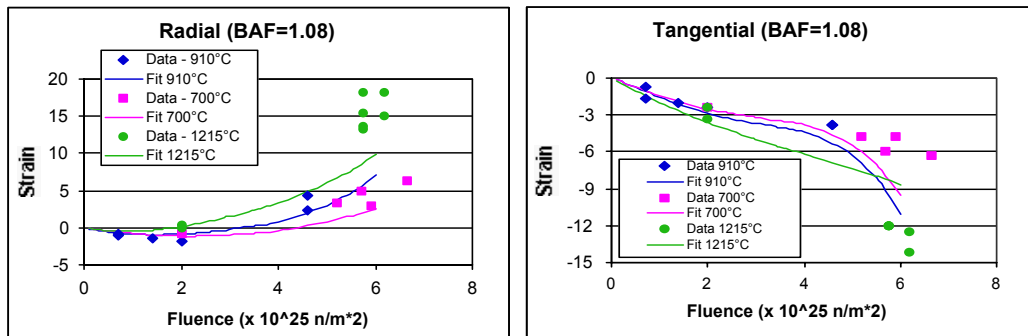 Radial (BAF=1.08)
Data - 910°C
Fit 910°C
Data - 700°C
Fit 700°C
Data - 1215°C
Fit 1215°C
20
15
10
5
0
-5
Strain
0 2 4 6 8
Fluence (x 10^25 n/m*2)
Tangential (BAF=1.08)
0
-3
-6
-9
-12
-15
Strain
Data 910°C
Fit 910°C
Data 700°C
Fit 700°C
Data 1215°C
Fit 1215°C
0 2 4 6 8
Fluence (x 10^25 n/m*2)